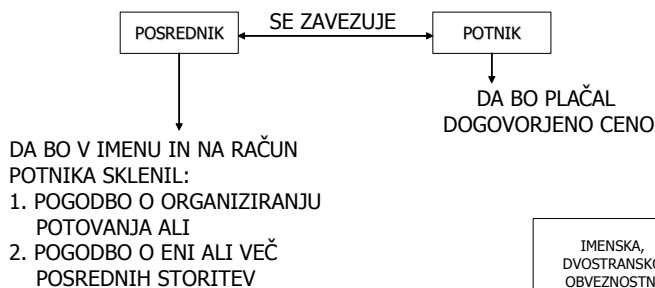 POSREDNIK
SE ZAVEZUJE
POTNIK
DA BO PLAČAL
DOGOVORJENO CENO
DA BO V IMENU IN NA RAČUN
POTNIKA SKLENIL:
1. POGODBO O ORGANIZIRANJU
POTOVANJA ALI
2. POGODBO O ENI ALI VEČ
POSREDNIH STORITEV
IMENSKA,